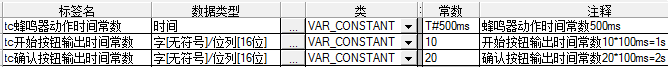 标签名 数据类型 类 常数 注释
tc蜂鸣器动作时间常数 时间 ... VAR_CONSTANT T#500ms 蜂鸣器动作时间常数500ms
tc开始按钮输出时间常数 字[无符号]/位列[16位] ... VAR_CONSTANT 10 开始按钮输出时间常数10*100ms=1s
tc确认按钮输出时间常数 字[无符号]/位列[16位] ... VAR_CONSTANT 20 确认按钮输出时间常数20*100ms=2s